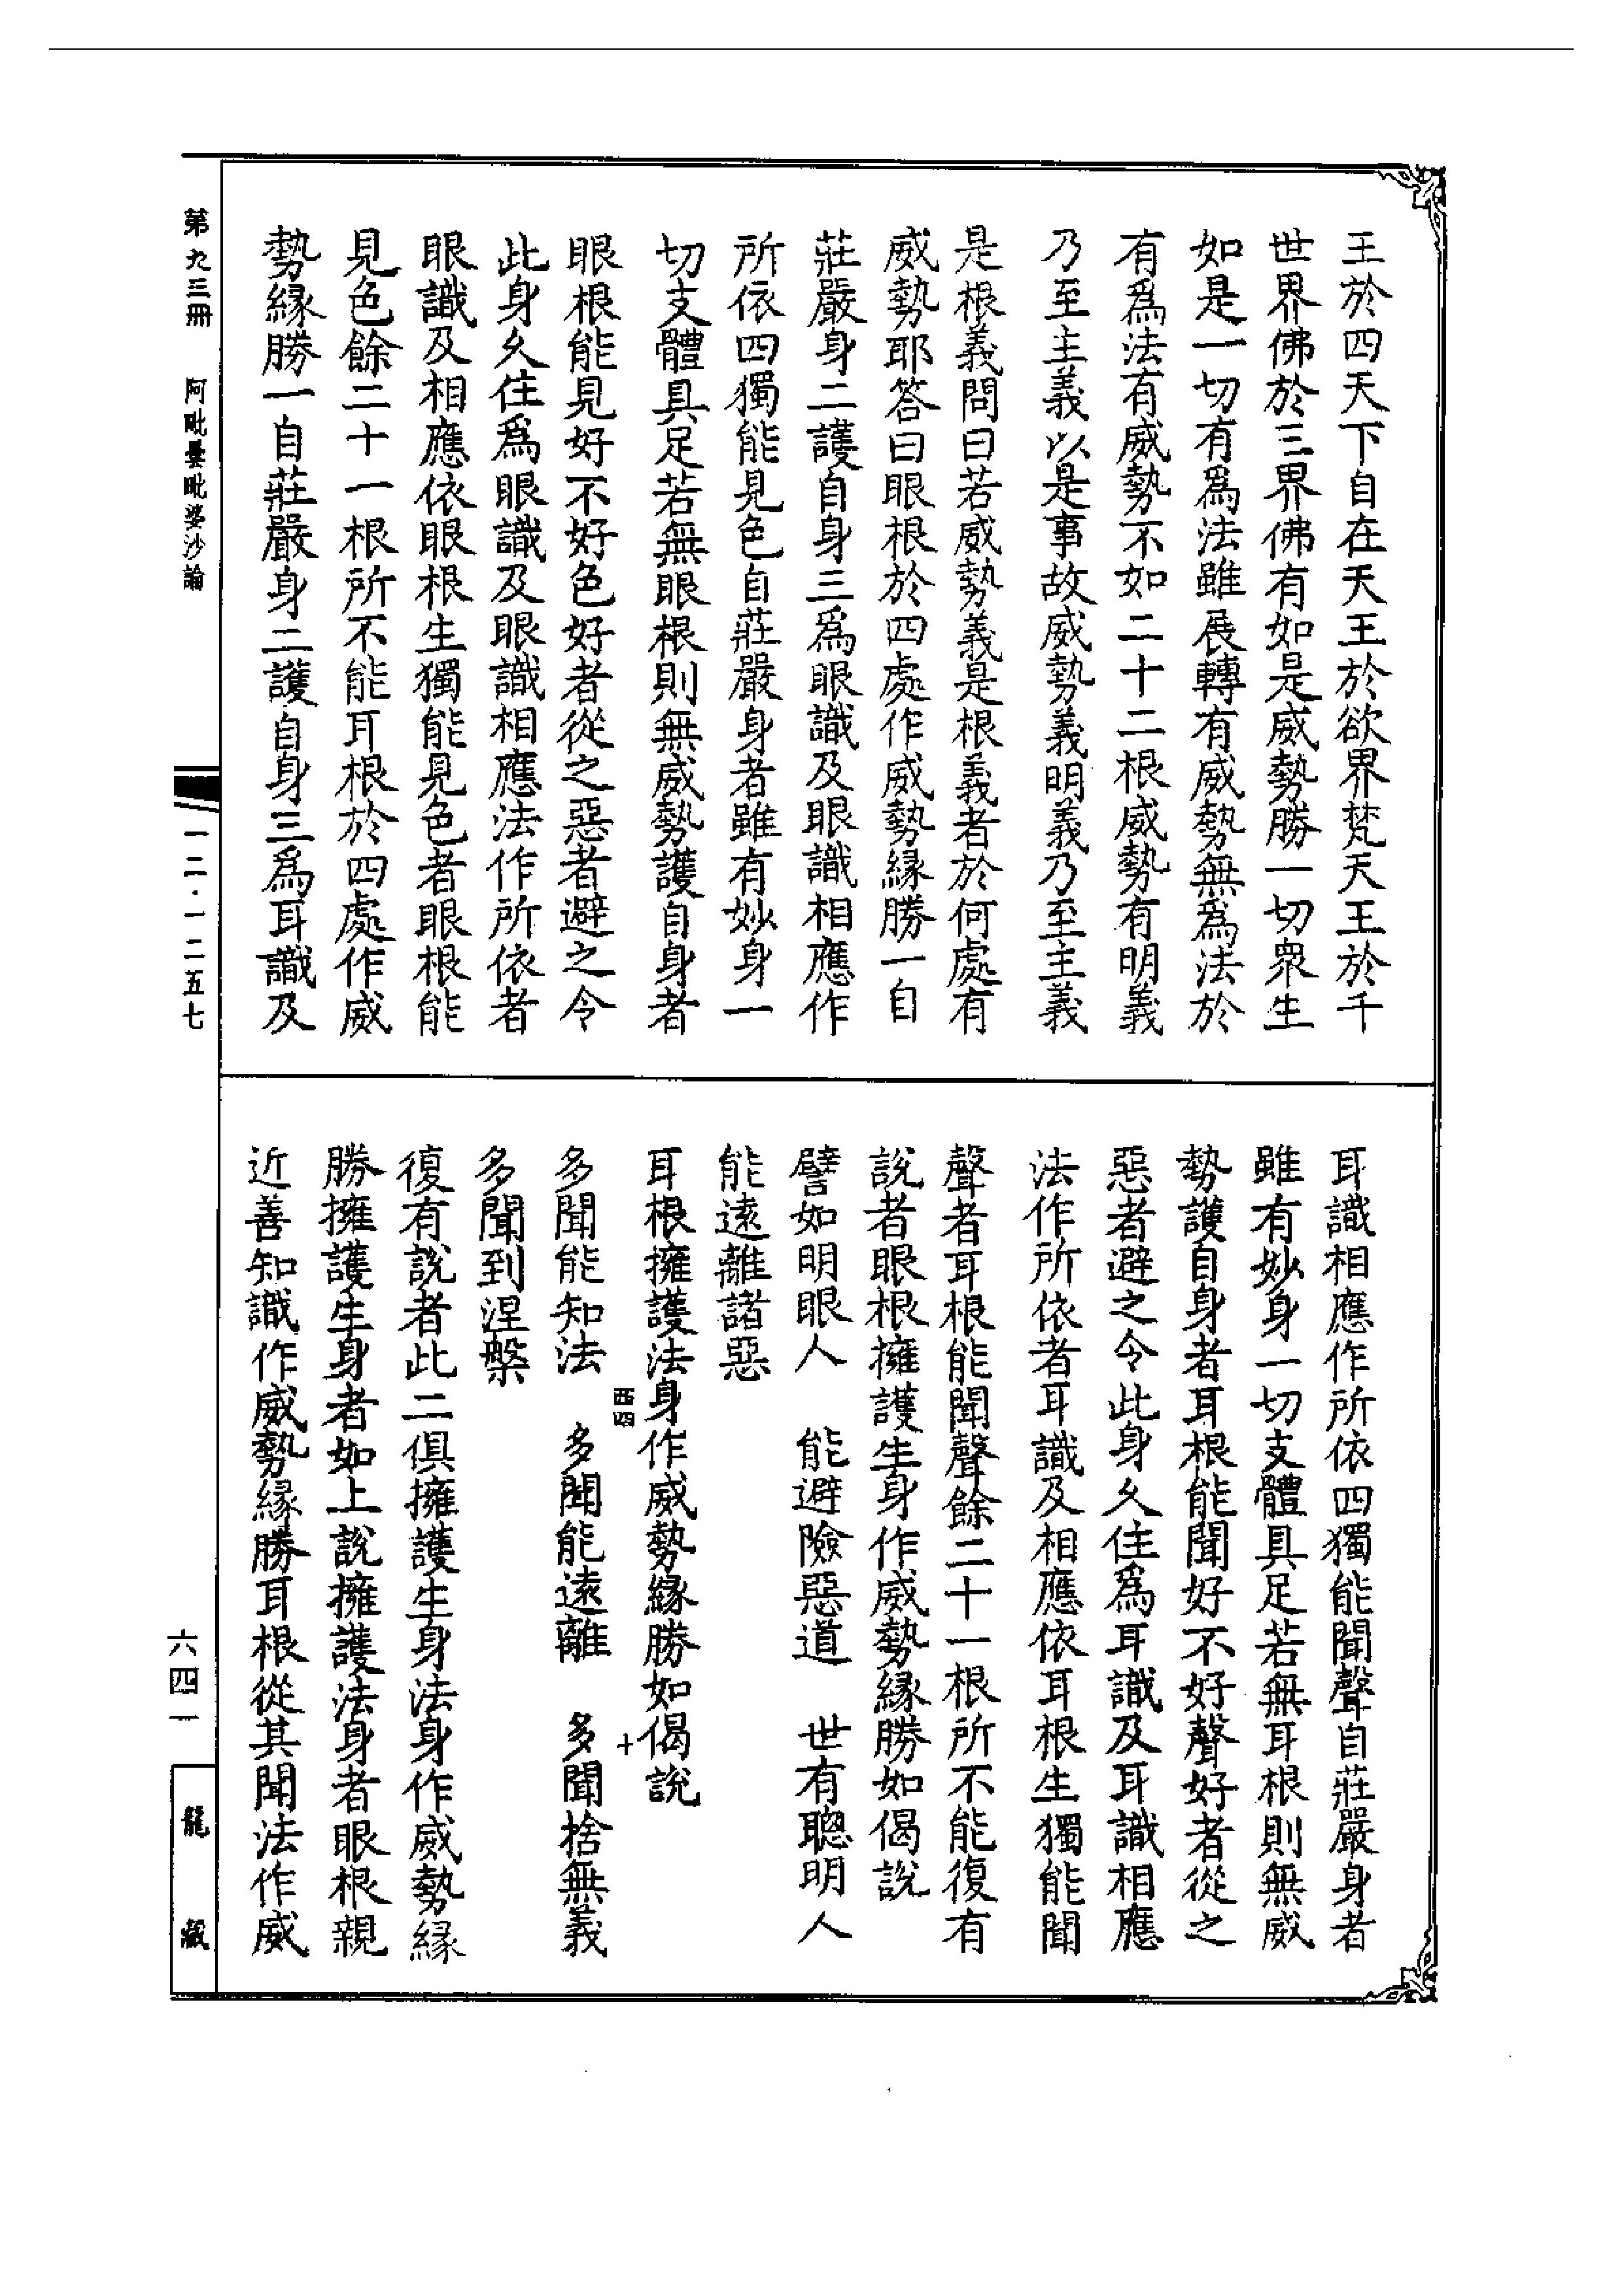 王於四天下自在天王於欲界梵天王於千
世界佛於三界佛有如是威勢勝一切衆生
如是一切有爲法雖展轉有威勢無爲法於
有爲法有威勢不如二十二根威勢有明義
乃至主義以是事故威勢義明義乃至主義
是根義問曰若威勢義是根義者於何處有
威勢耶答曰眼根於四處作威勢緣勝一自
莊嚴身二護自身三爲眼識及眼識相應作
所依四獨能見色自莊嚴身者雖有妙身一
切支體具足若無眼根則無威勢護自身者
眼根能見好不好色好者從之惡者避之令
此身久住爲眼識及眼識相應法作所依者
眼識及相應依眼根生獨能見色者眼根能
見色餘二十一根所不能耳根於四處作威
勢緣勝一自莊嚴身二護自身三爲耳識及
耳識相應作所依四獨能聞聲自莊嚴身者
雖有妙身一切支體具足若無耳根則無威
勢護自身者耳根能聞好不好聲好者從之
惡者避之令此身久住爲耳識及耳識相應
法作所依者耳識及相應依耳根生獨能聞
聲者耳根能聞聲餘二十一根所不能復有
說者眼根擁護生身作威勢緣勝如偈說
譬如明眼人　能避險惡道　世有聰明人
能遠離諸惡
耳根擁護法身作威勢緣勝如偈說
西四　十
多聞能知法　多聞能遠離　多聞捨無義
多聞到涅槃
復有說者此二俱擁護生身法身作威勢緣
勝擁護生身者如上說擁護法身者眼根親
近善知識作威勢緣勝耳根從其聞法作威
第九三冊　阿毗曇毗婆沙論
一二·一二五七
六四一
龍藏